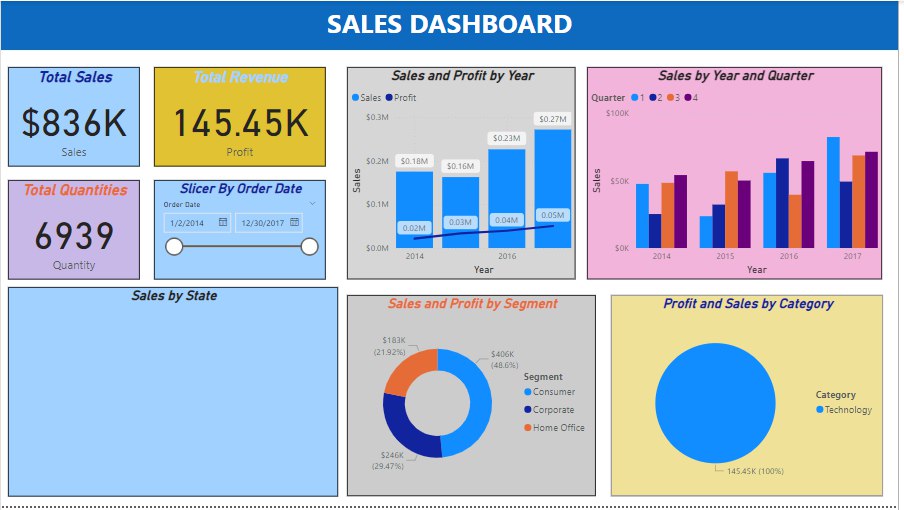 SALES DASHBOARD
Total Sales
$836K
Sales
Total Revenue
145.45K
Profit
Total Quantities
6939
Quantity
Slicer By Order Date
Order Date
1/2/2014
12/30/2017
Sales and Profit by Year
Sales Profit
$0.3M
$0.2M
$0.1M
$0.0M
Sales
$0.18M
$0.16M
$0.23M
$0.27M
0.02M
0.03M
0.04M
0.05M
2014
2016
Year
Sales by Year and Quarter
Quarter 1 2 3 4
$100K
$50K
$0K
Sales
2014
2015
2016
2017
Year
Sales by State
Sales and Profit by Segment
$183K
(21.92%)
$406K
(48.6%)
$246K
(29.47%)
Segment
Consumer
Corporate
Home Office
Profit and Sales by Category
Category
Technology
145.45K (100%)